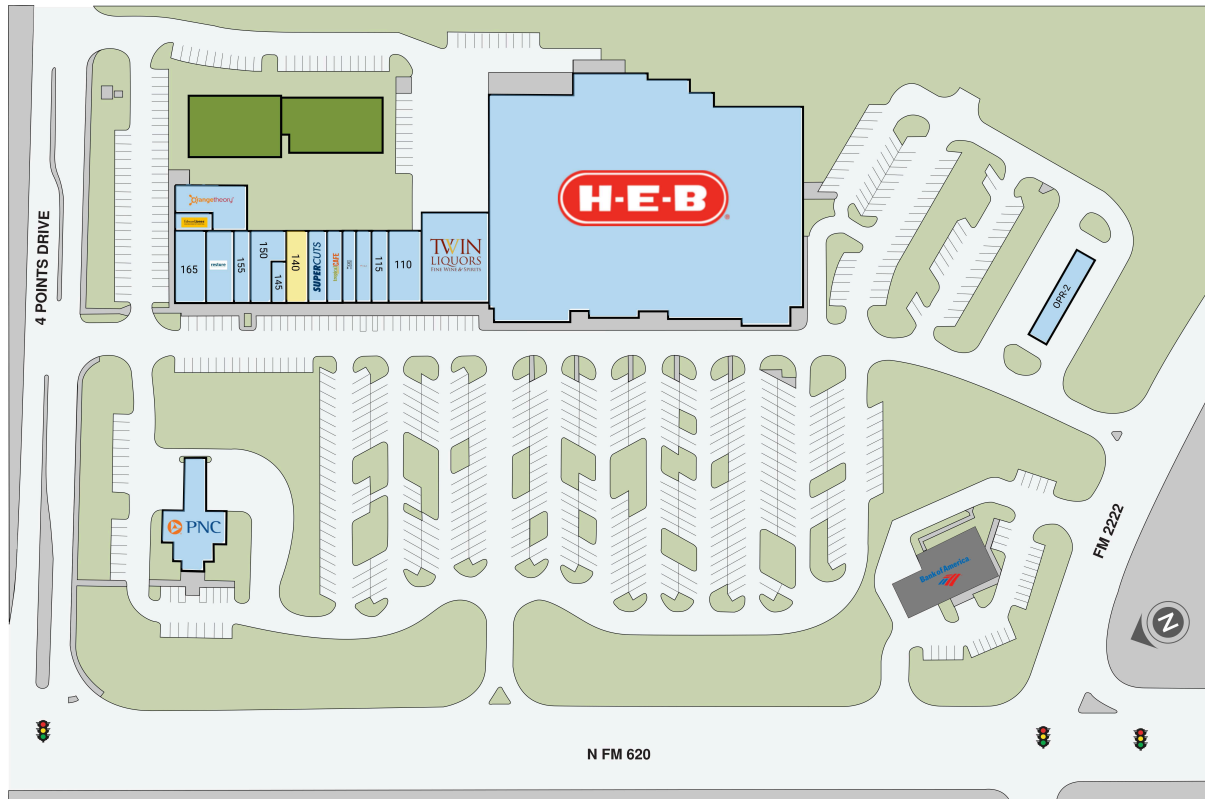 H-E-B
orangetheory
TWIN
LIQUORS
FINE WINE & SPIRITS
165
restore
155
150
145
140
SUPERCUTS
115
110
OPR-2
4 POINTS DRIVE
PNC
Bank of America
FM 2222
N
N FM 620